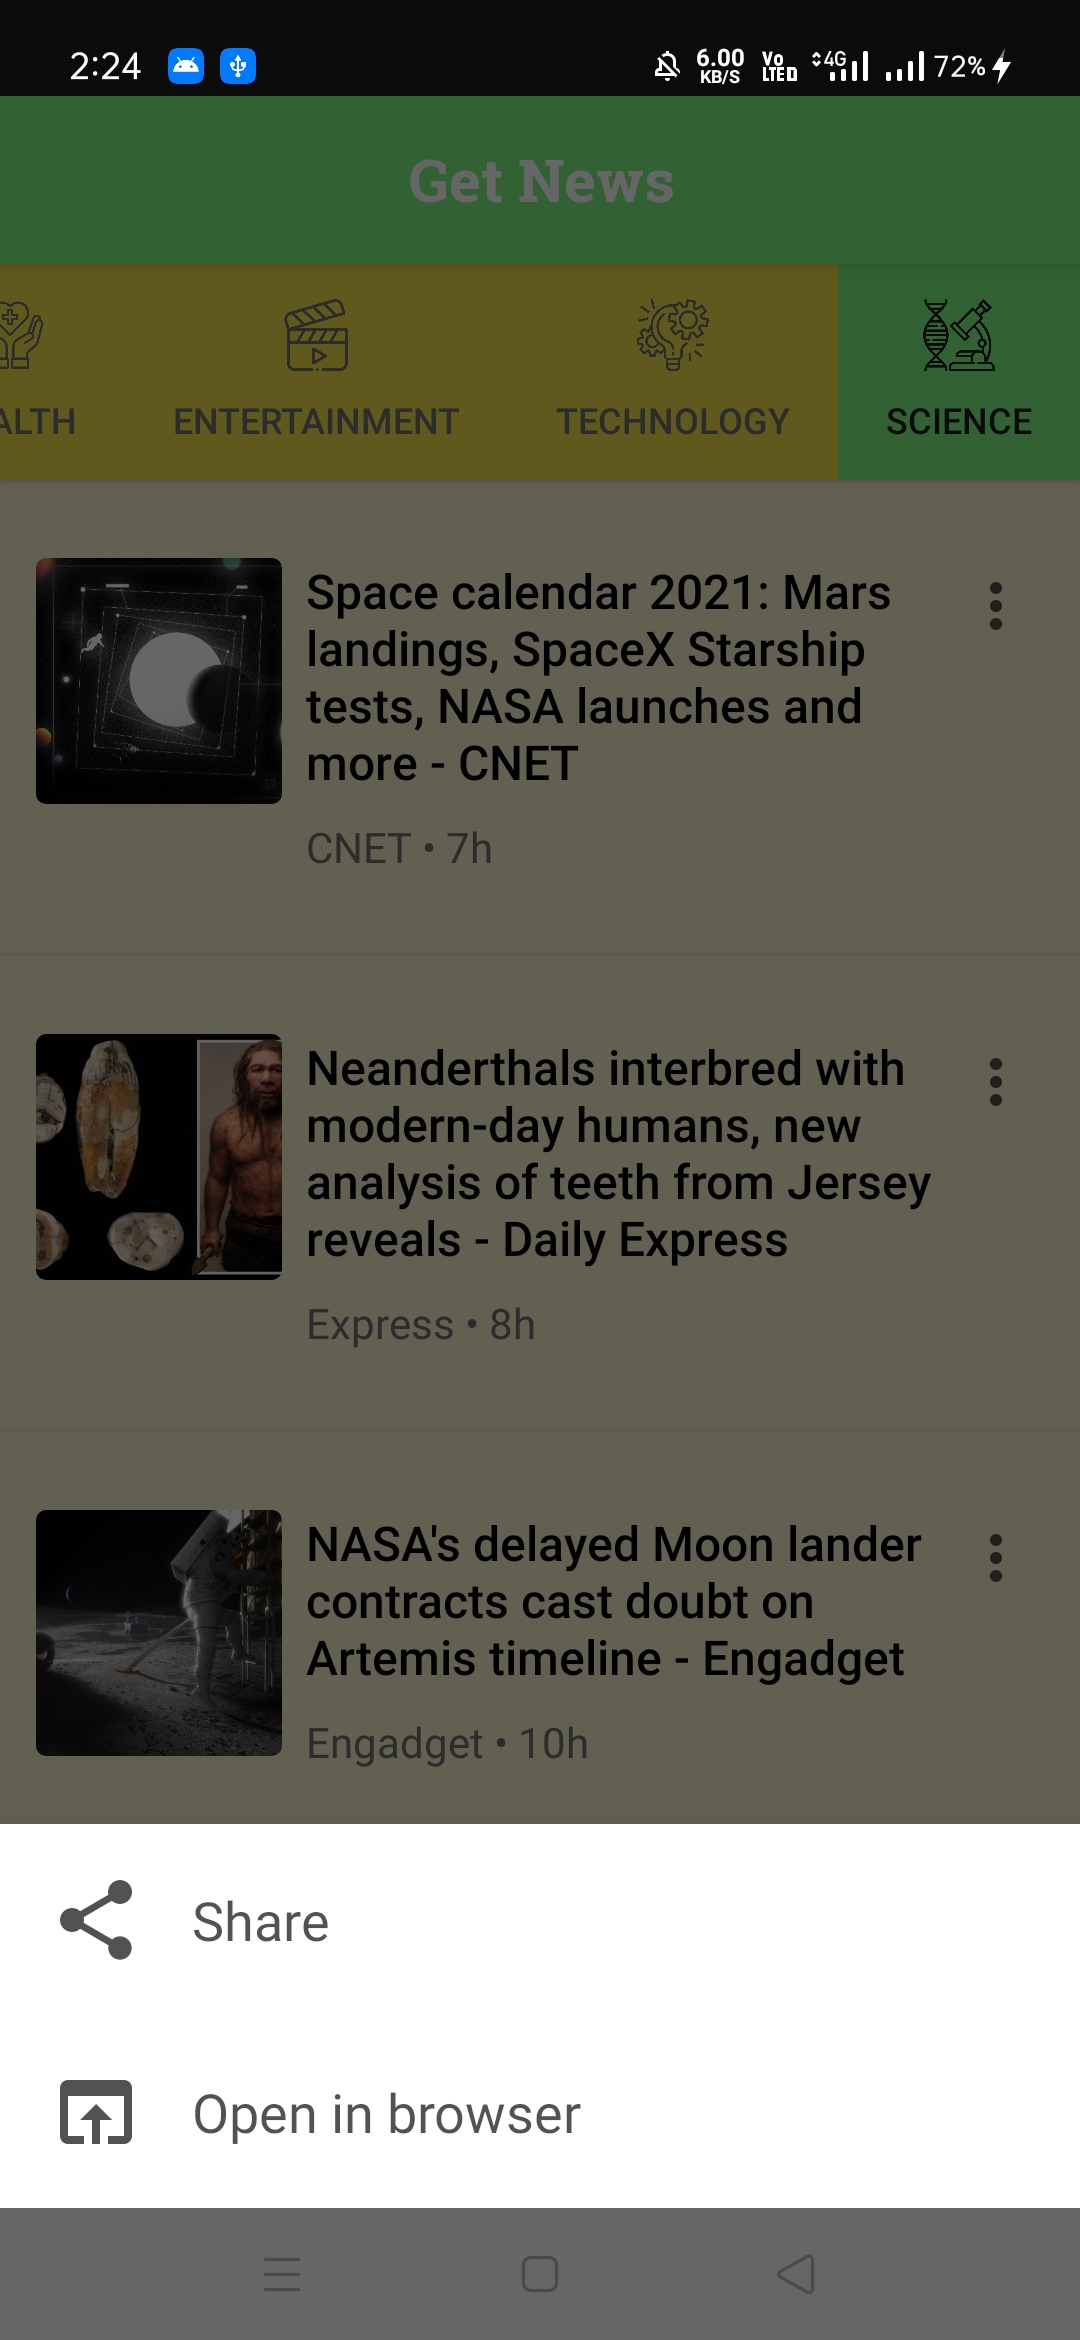 2:24 6.00 KB/S Vo LTE D 4G 72%
Get News
ALTH ENTERTAINMENT TECHNOLOGY SCIENCE
Space calendar 2021: Mars
landings, SpaceX Starship
tests, NASA launches and
more - CNET
CNET • 7h
Neanderthals interbred with
modern-day humans, new
analysis of teeth from Jersey
reveals - Daily Express
Express • 8h
NASA's delayed Moon lander
contracts cast doubt on
Artemis timeline - Engadget
Engadget • 10h
Share
Open in browser